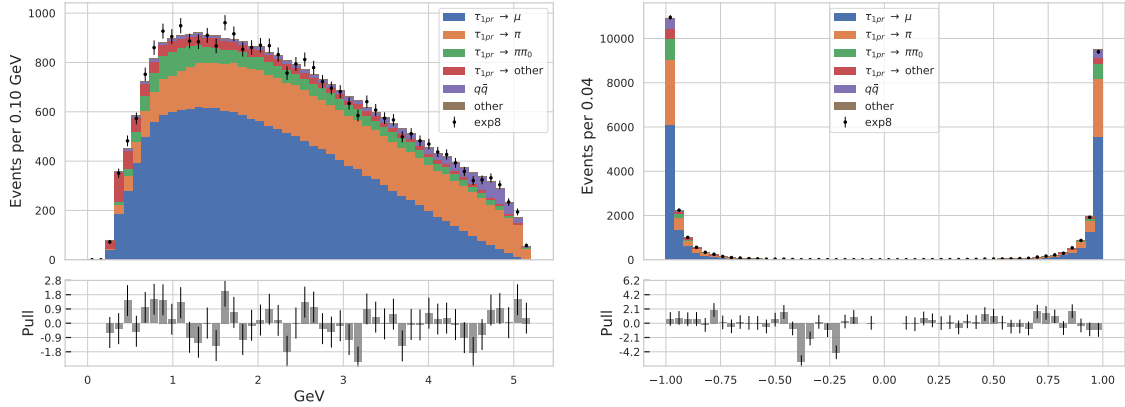 Events per 0.10 GeV
1000
800
600
400
200
0
τ1pr → μ
τ1pr → π
τ1pr → ππ0
τ1pr → other
qq̄
other
exp8
Pull
2.8
1.8
0.9
0.0
−0.9
−1.8
0 1 2 3 4 5
GeV
Events per 0.04
10000
8000
6000
4000
2000
0
τ1pr → μ
τ1pr → π
τ1pr → ππ0
τ1pr → other
qq̄
other
exp8
Pull
6.2
4.2
2.1
0.0
−2.1
−4.2
−1.00 −0.75 −0.50 −0.25 0.00 0.25 0.50 0.75 1.00